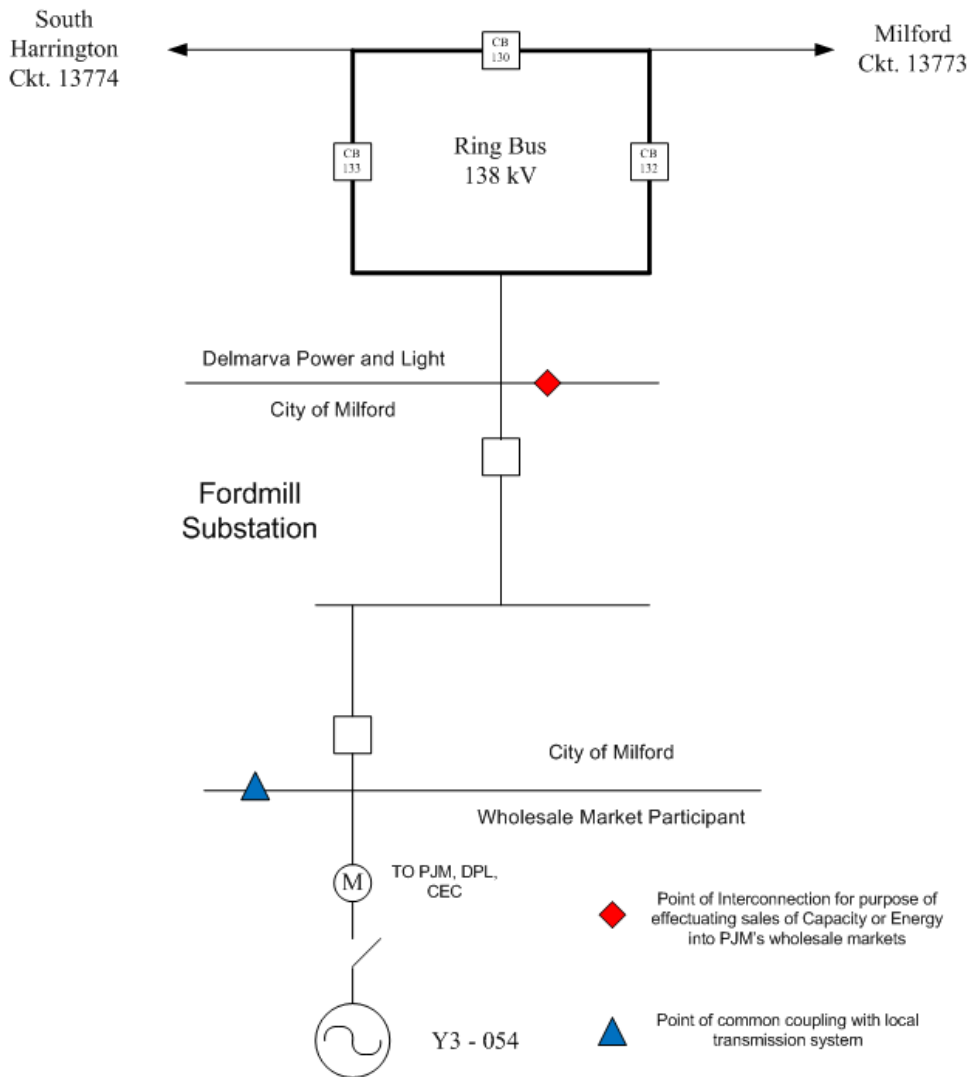 South
Harrington
Ckt. 13774
CB
130
Milford
Ckt. 13773
CB
133
Ring Bus
138 kV
CB
132
Delmarva Power and Light
City of Milford
Fordmill
Substation
City of Milford
Wholesale Market Participant
M
TO PJM, DPL,
CEC
Point of Interconnection for purpose of
effectuating sales of Capacity or Energy
into PJM's wholesale markets
Y3 - 054
Point of common coupling with local
transmission system